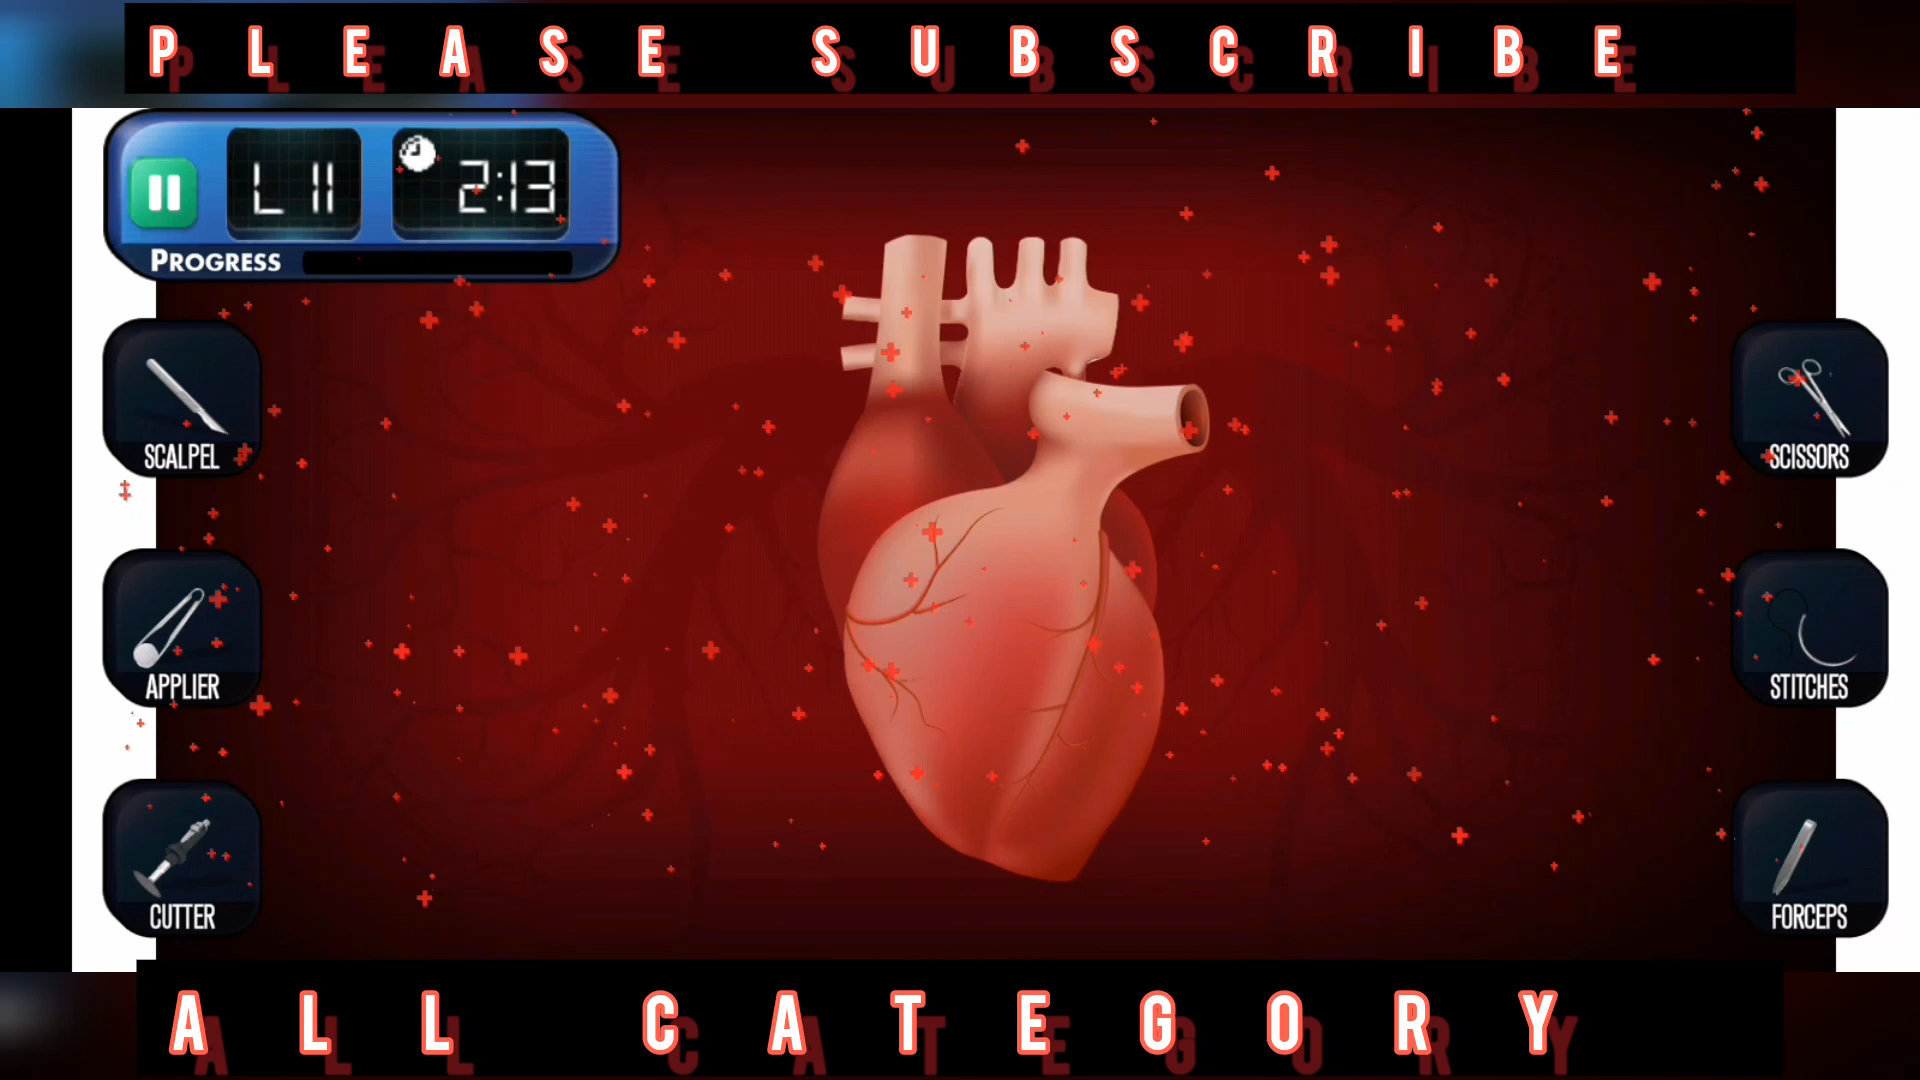 PLEASE SUBSCRIBE
L 11
2:13
PROGRESS
SCALPEL
SCISSORS
APPLIER
STITCHES
CUTTER
FORCEPS
ALL CATEGORY